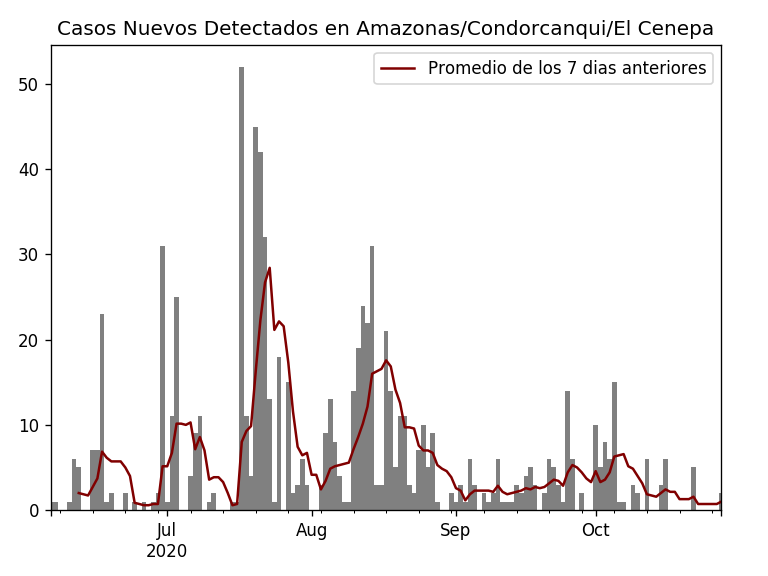 Casos Nuevos Detectados en Amazonas/Condorcanqui/El Cenepa
Promedio de los 7 dias anteriores
50
40
30
20
10
0
Jul Aug Sep Oct
2020